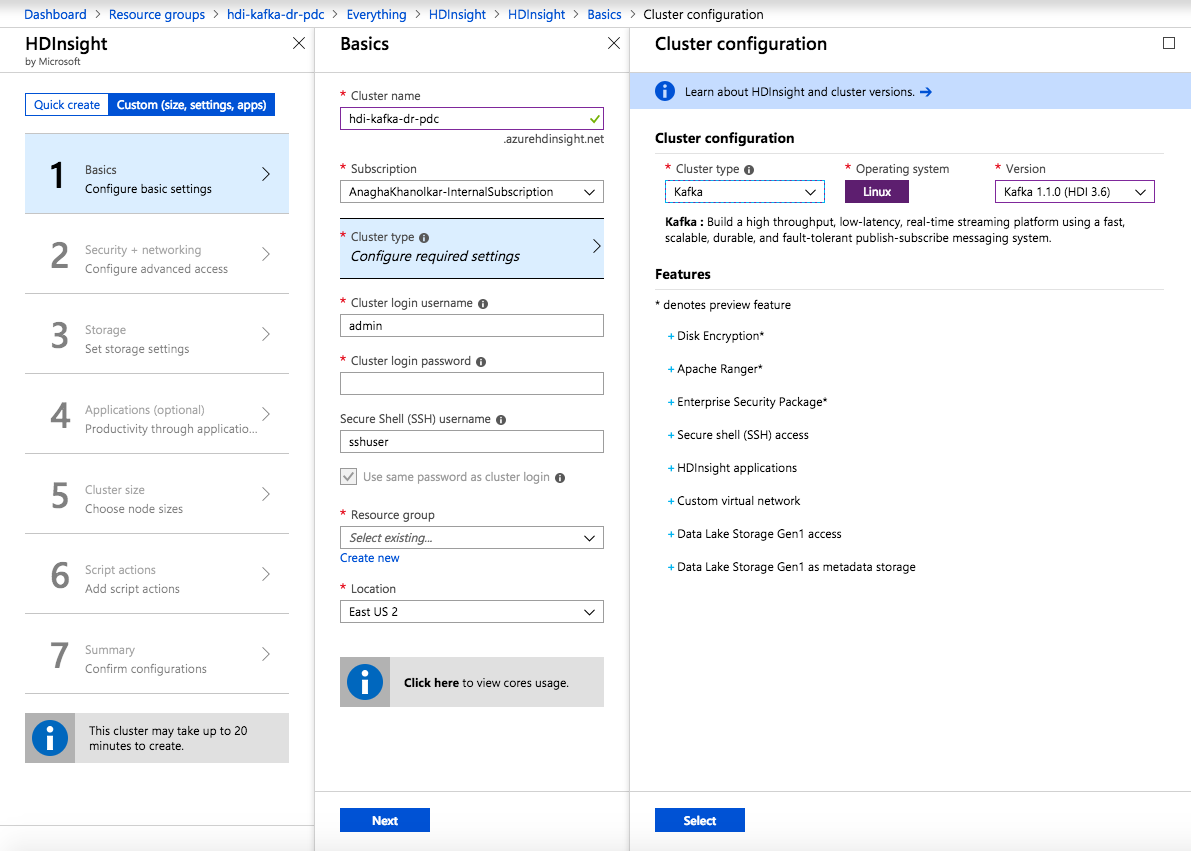 Dashboard > Resource groups > hdi-kafka-dr-pdc > Everything > HDInsight > HDInsight > Basics > Cluster configuration
HDInsight
by Microsoft
Quick create
Custom (size, settings, apps)
1
Basics
Configure basic settings
2
Security + networking
Configure advanced access
3
Storage
Set storage settings
4
Applications (optional)
Productivity through applicatio...
5
Cluster size
Choose node sizes
6
Script actions
Add script actions
7
Summary
Confirm configurations
This cluster may take up to 20
minutes to create.
Basics
* Cluster name
hdi-kafka-dr-pdc
.azurehdinsight.net
* Subscription
AnaghaKhanolkar-InternalSubscription
* Cluster type
Configure required settings
* Cluster login username
admin
* Cluster login password
Secure Shell (SSH) username
sshuser
Use same password as cluster login
* Resource group
Select existing...
Create new
* Location
East US 2
Click here to view cores usage.
Next
Cluster configuration
Learn about HDInsight and cluster versions. →
Cluster configuration
* Cluster type
* Operating system
* Version
Kafka
Linux
Kafka 1.1.0 (HDI 3.6)
Kafka : Build a high throughput, low-latency, real-time streaming platform using a fast,
scalable, durable, and fault-tolerant publish-subscribe messaging system.
Features
* denotes preview feature
+ Disk Encryption*
+ Apache Ranger*
+ Enterprise Security Package*
+ Secure shell (SSH) access
+ HDInsight applications
+ Custom virtual network
+ Data Lake Storage Gen1 access
+ Data Lake Storage Gen1 as metadata storage
Select